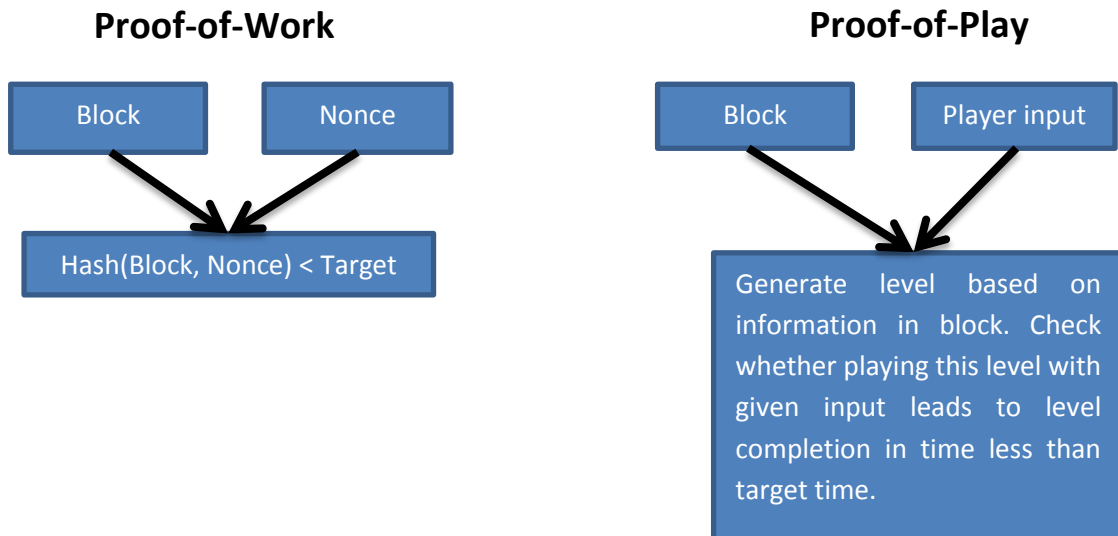 Proof-of-Work
Block
Nonce
Hash(Block, Nonce) < Target
Proof-of-Play
Block
Player input
Generate level based on
information in block. Check
whether playing this level with
given input leads to level
completion in time less than
target time.